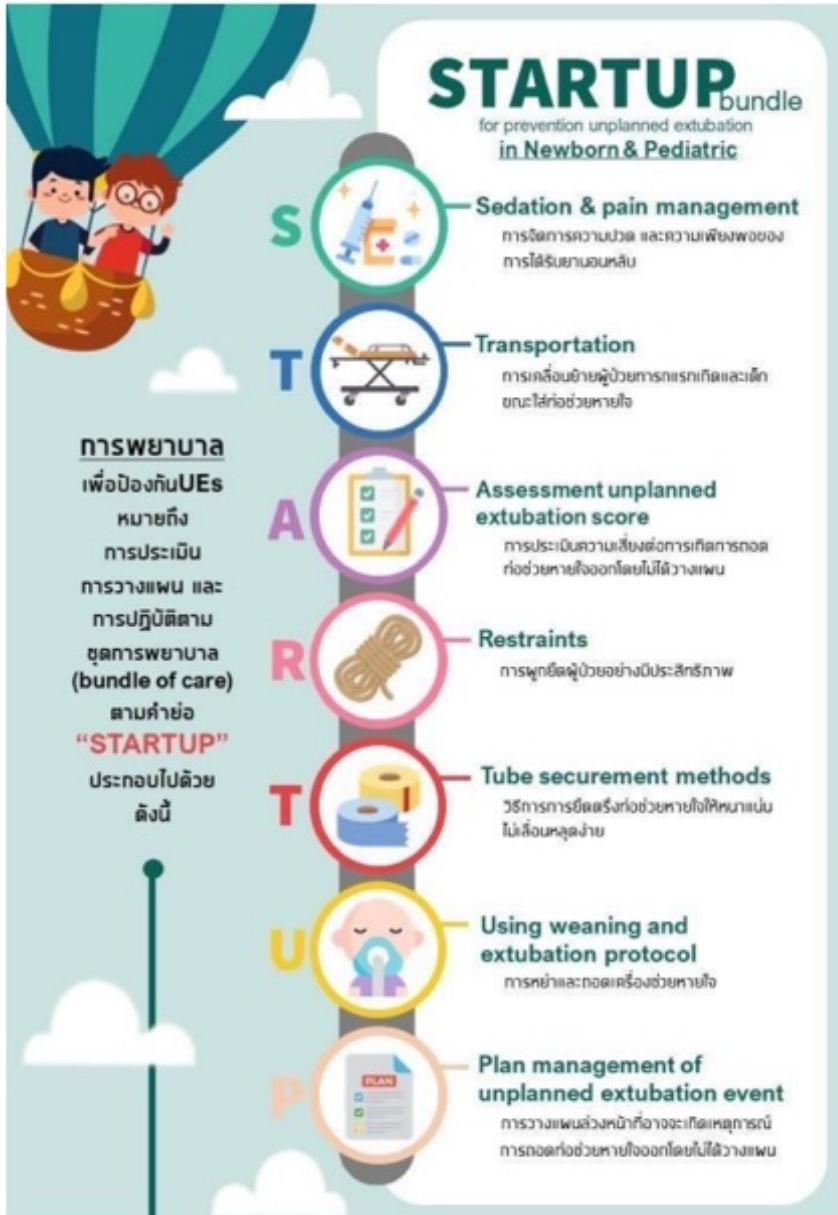 STARTUP bundle
for prevention unplanned extubation
in Newborn & Pediatric
การพยาบาล
เพื่อป้องกันUEs
หมายถึง
การประเมิน
การวางแผน และ
การปฏิบัติตาม
ชุดการพยาบาล
(bundle of care)
ตามคำย่อ
“STARTUP”
ประกอบไปด้วย
ดังนี้
S
Sedation & pain management
การจัดการความปวด และความเพียงพอของ
การได้รับยานอนหลับ
T
Transportation
การเคลื่อนย้ายผู้ป่วยทารกแรกเกิดและเด็ก
ขณะใส่ท่อช่วยหายใจ
A
Assessment unplanned
extubation score
การประเมินความเสี่ยงต่อการเกิดการถอด
ท่อช่วยหายใจออกโดยไม่ได้วางแผน
R
Restraints
การผูกยึดผู้ป่วยอย่างมีประสิทธิภาพ
T
Tube securement methods
วิธีการการยึดตรึงท่อช่วยหายใจให้หนาแน่น
ไม่เลื่อนหลุดง่าย
U
Using weaning and
extubation protocol
การหย่าและถอดเครื่องช่วยหายใจ
P
PLAN
Plan management of
unplanned extubation event
การวางแผนล่วงหน้าที่อาจจะเกิดเหตุการณ์
การถอดท่อช่วยหายใจออกโดยไม่ได้วางแผน